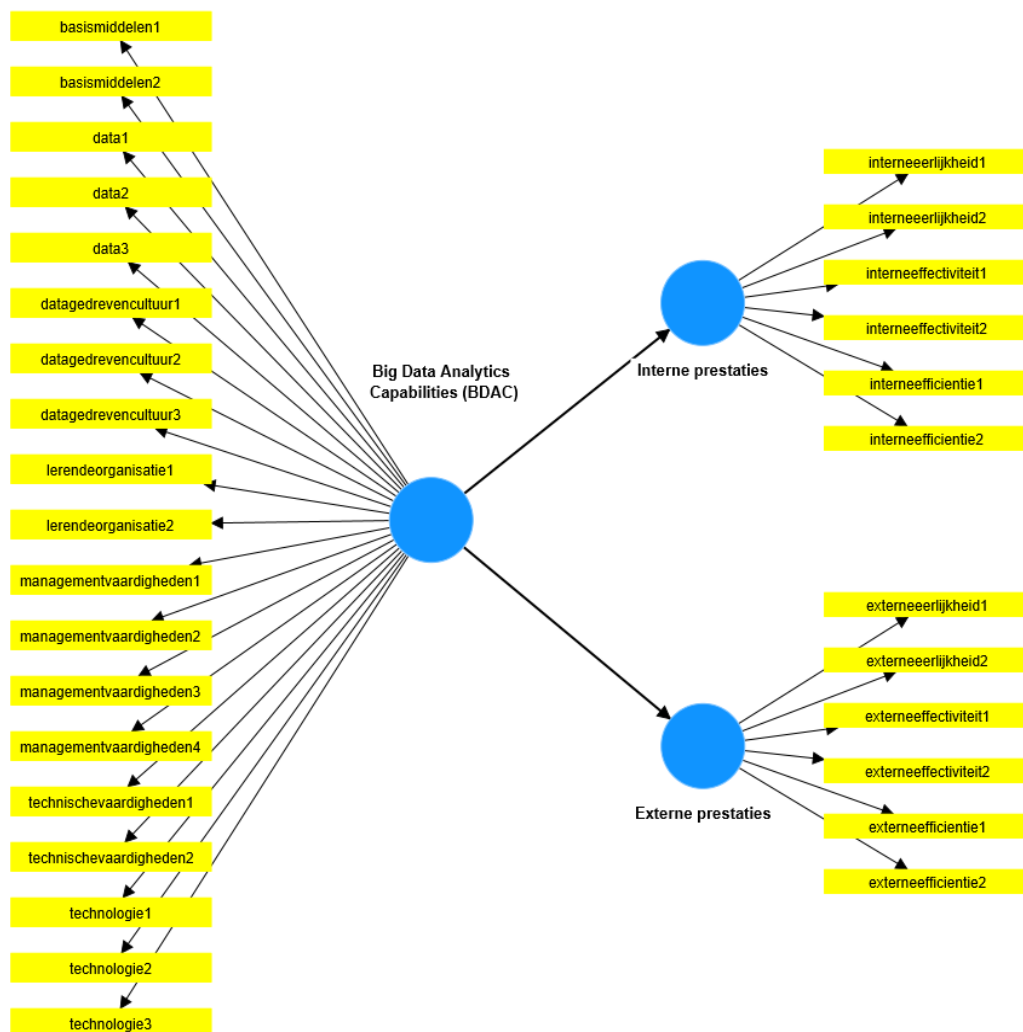 basismiddelen1
basismiddelen2
data1
data2
data3
datagedrevencultuur1
datagedrevencultuur2
datagedrevencultuur3
lerendeorganisatie1
lerendeorganisatie2
managementvaardigheden1
managementvaardigheden2
managementvaardigheden3
managementvaardigheden4
technischevaardigheden1
technischevaardigheden2
technologie1
technologie2
technologie3
Big Data Analytics
Capabilities (BDAC)
Interne prestaties
interneeerlijkheid1
interneeerlijkheid2
interneeffectiviteit1
interneeffectiviteit2
interneefficientie1
interneefficientie2
Externe prestaties
externeeerlijkheid1
externeeerlijkheid2
externeeffectiviteit1
externeeffectiviteit2
externeefficientie1
externeefficientie2